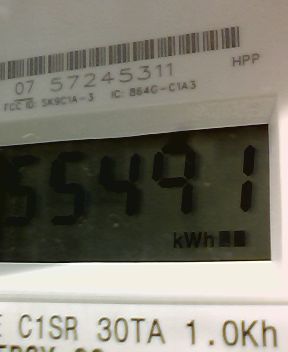 HPP
07 57245311
FCC ID: SK9C1A-3 IC: 864G-C1A3
55491
kWh
C1SR 30TA 1.0Kh